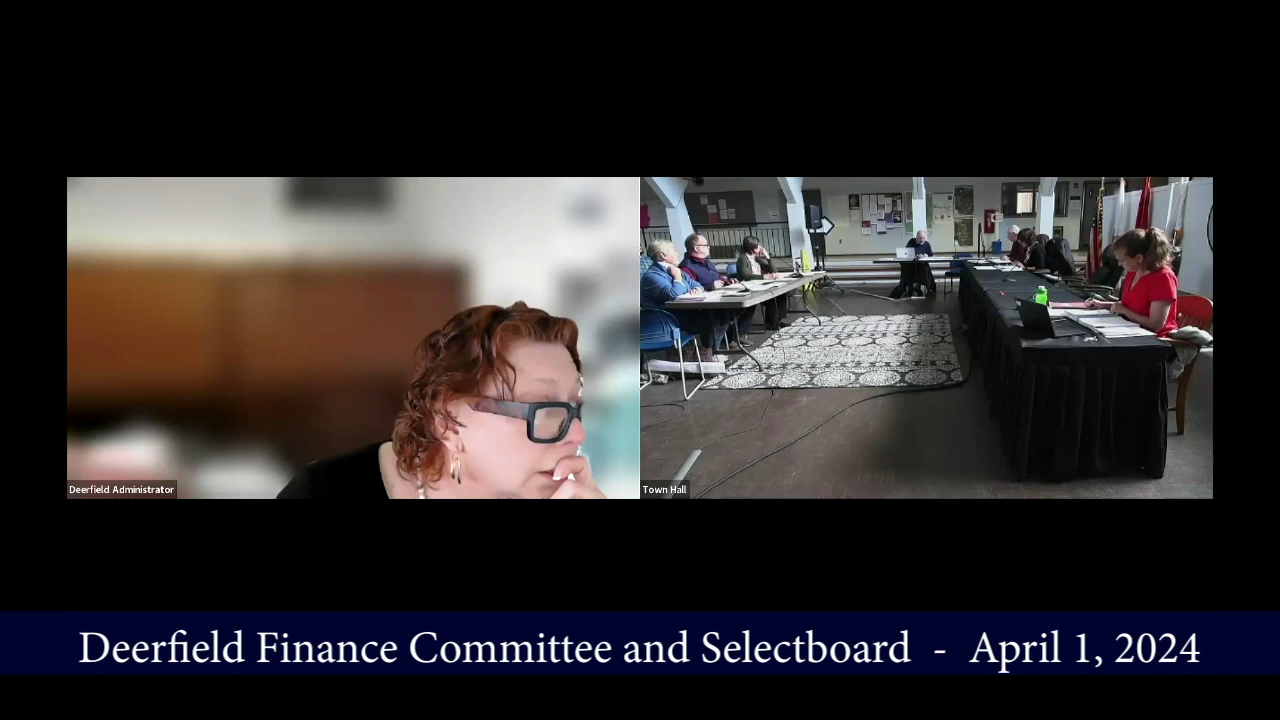 Deerfield Administrator
Town Hall
Deerfield Finance Committee and Selectboard - April 1, 2024